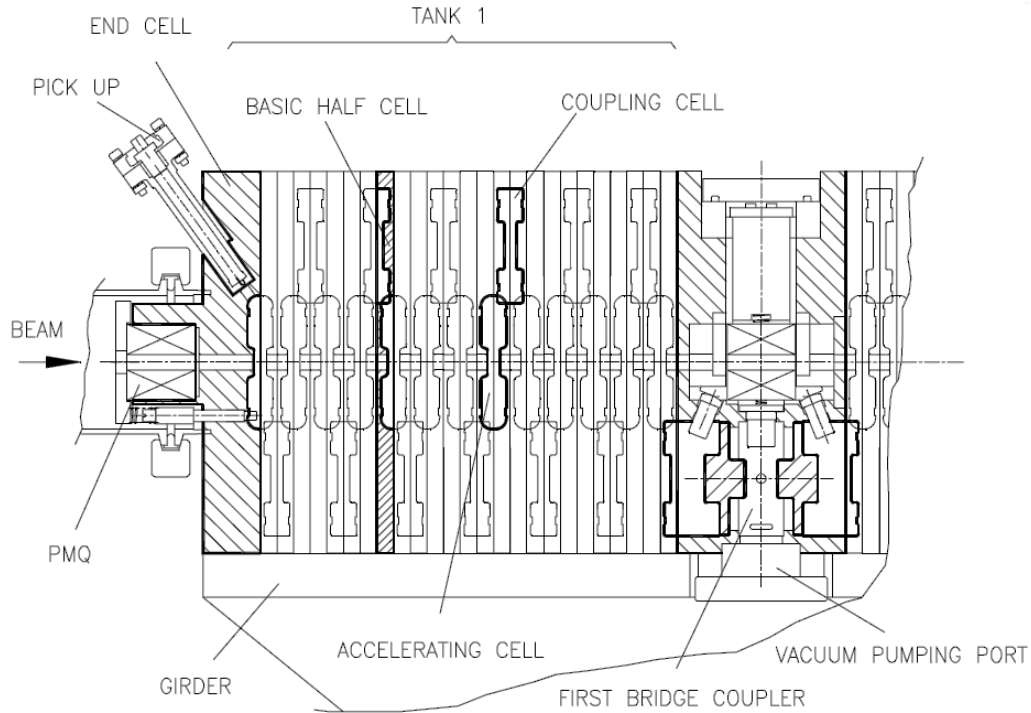 TANK 1
END CELL
PICK UP
BASIC HALF CELL
COUPLING CELL
BEAM
PMQ
ACCELERATING CELL
VACUUM PUMPING PORT
GIRDER
FIRST BRIDGE COUPLER